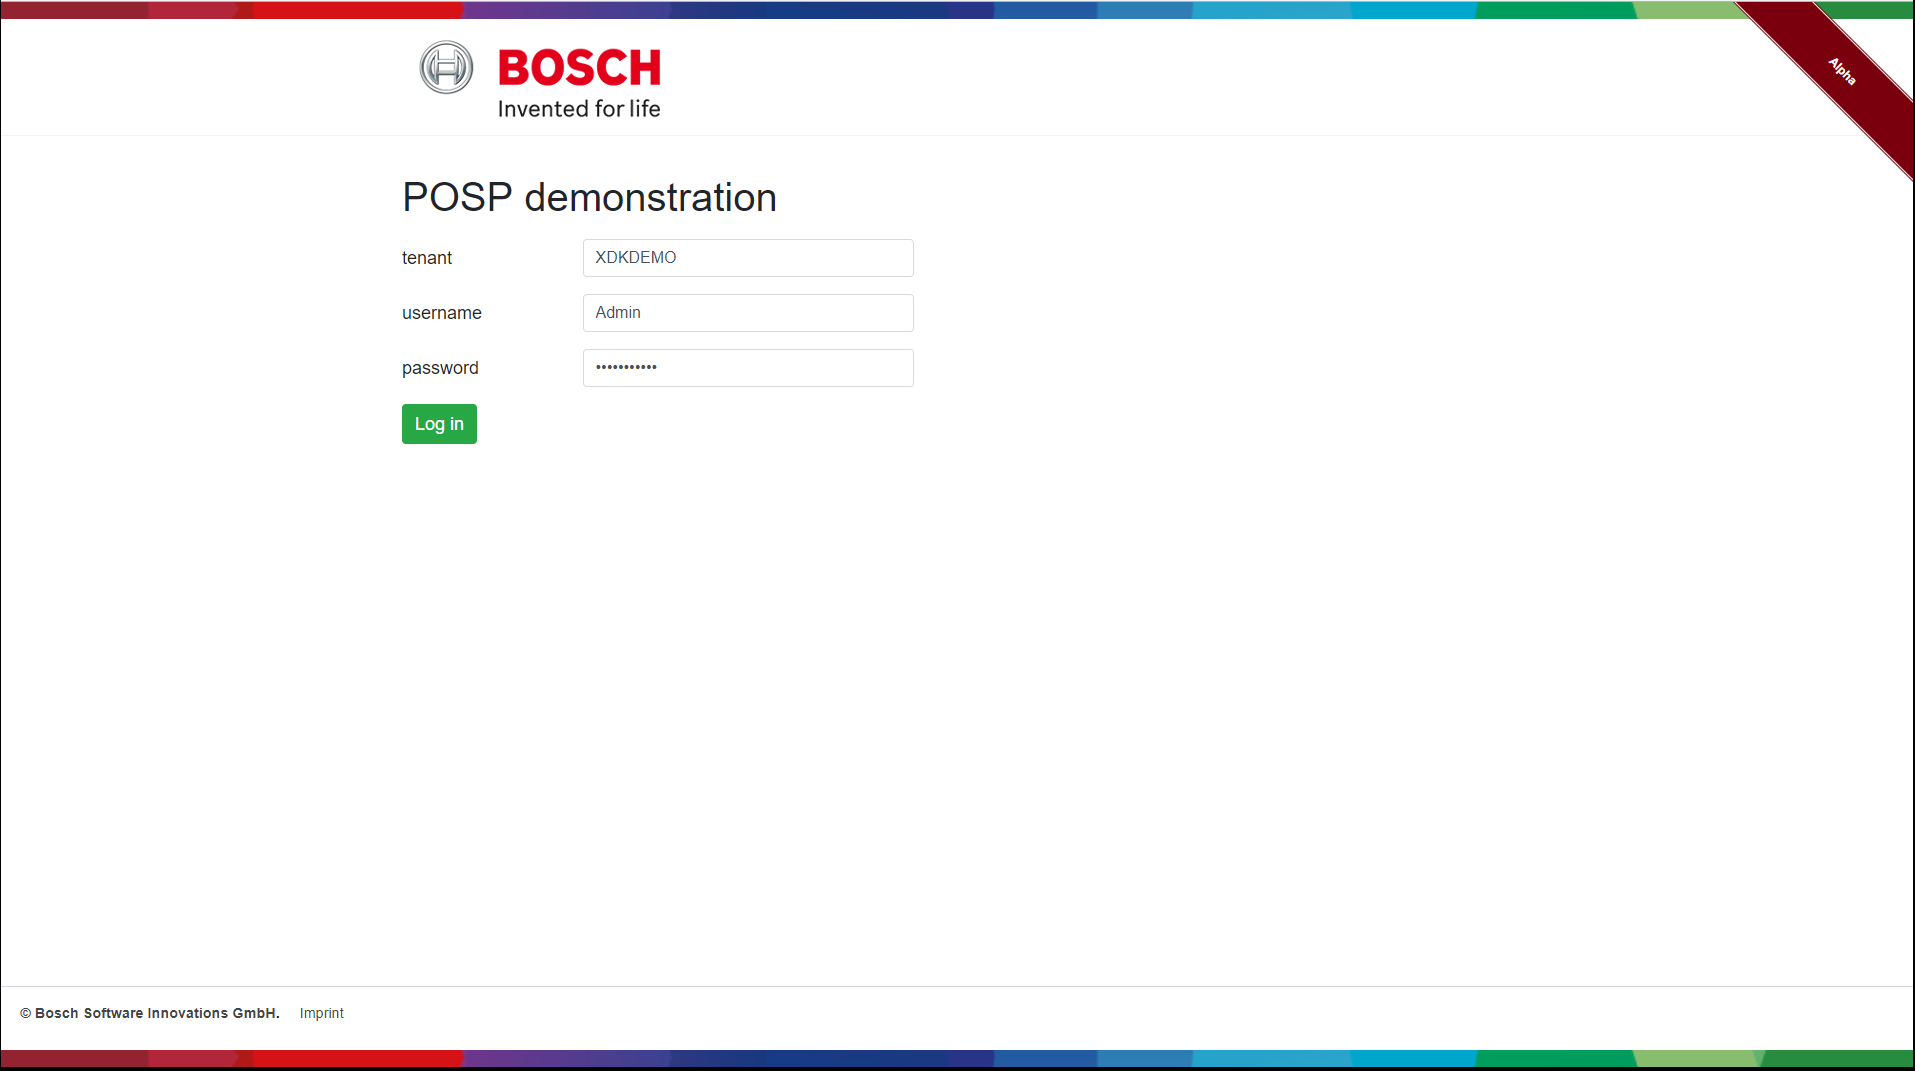 BOSCH
Invented for life
Alpha
POSP demonstration
tenant XDKDEMO
username Admin
password •••••••••••
Log in
© Bosch Software Innovations GmbH. Imprint